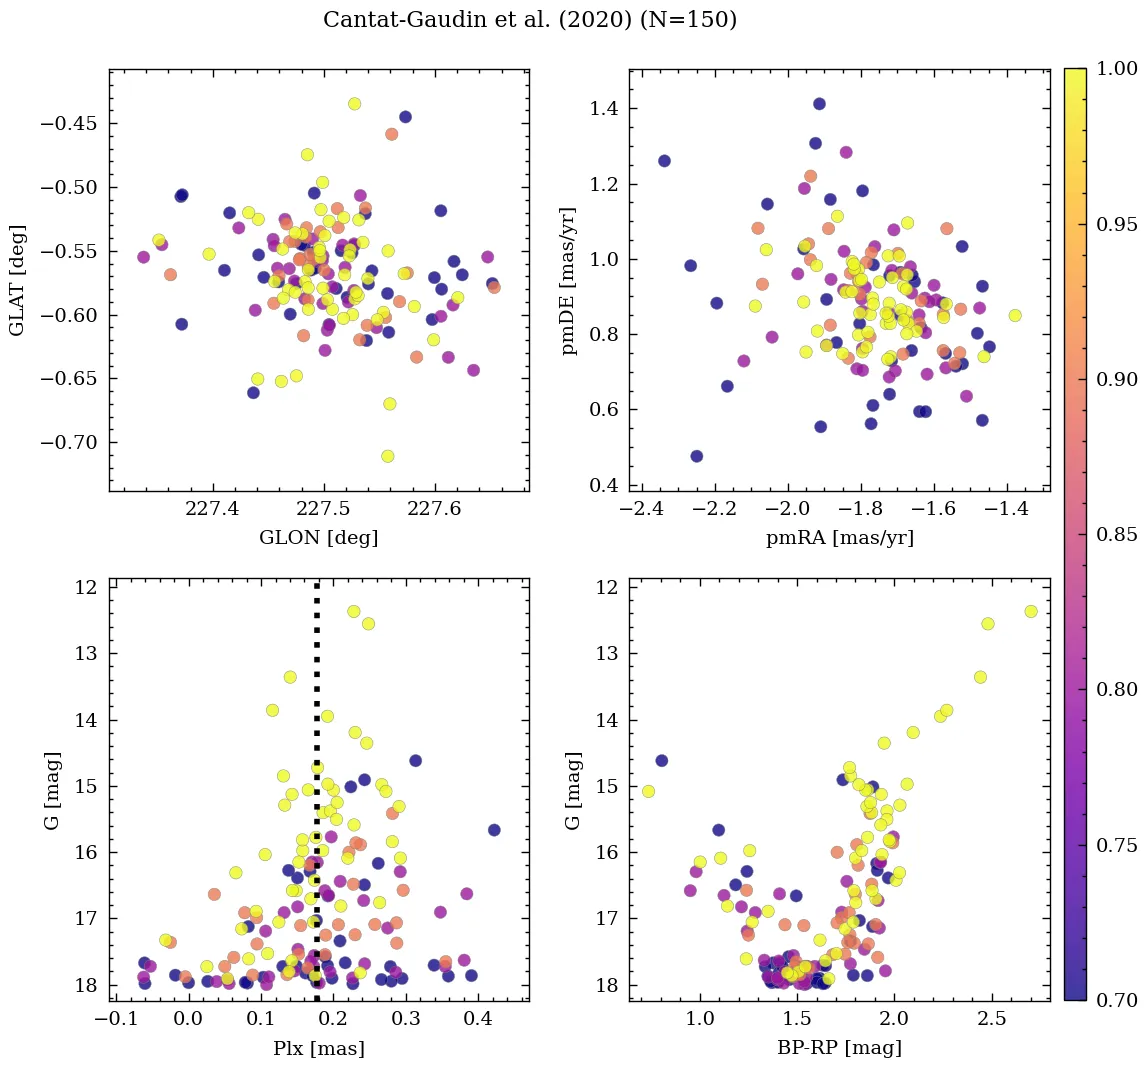 Cantat-Gaudin et al. (2020) (N=150)
−0.45
−0.50
−0.55
−0.60
−0.65
−0.70
GLAT [deg]
227.4 227.5 227.6
GLON [deg]
1.4
1.2
1.0
0.8
0.6
0.4
pmDE [mas/yr]
−2.4 −2.2 −2.0 −1.8 −1.6 −1.4
pmRA [mas/yr]
12
13
14
15
16
17
18
G [mag]
−0.1 0.0 0.1 0.2 0.3 0.4
Plx [mas]
12
13
14
15
16
17
18
G [mag]
1.0 1.5 2.0 2.5
BP-RP [mag]
1.00
0.95
0.90
0.85
0.80
0.75
0.70